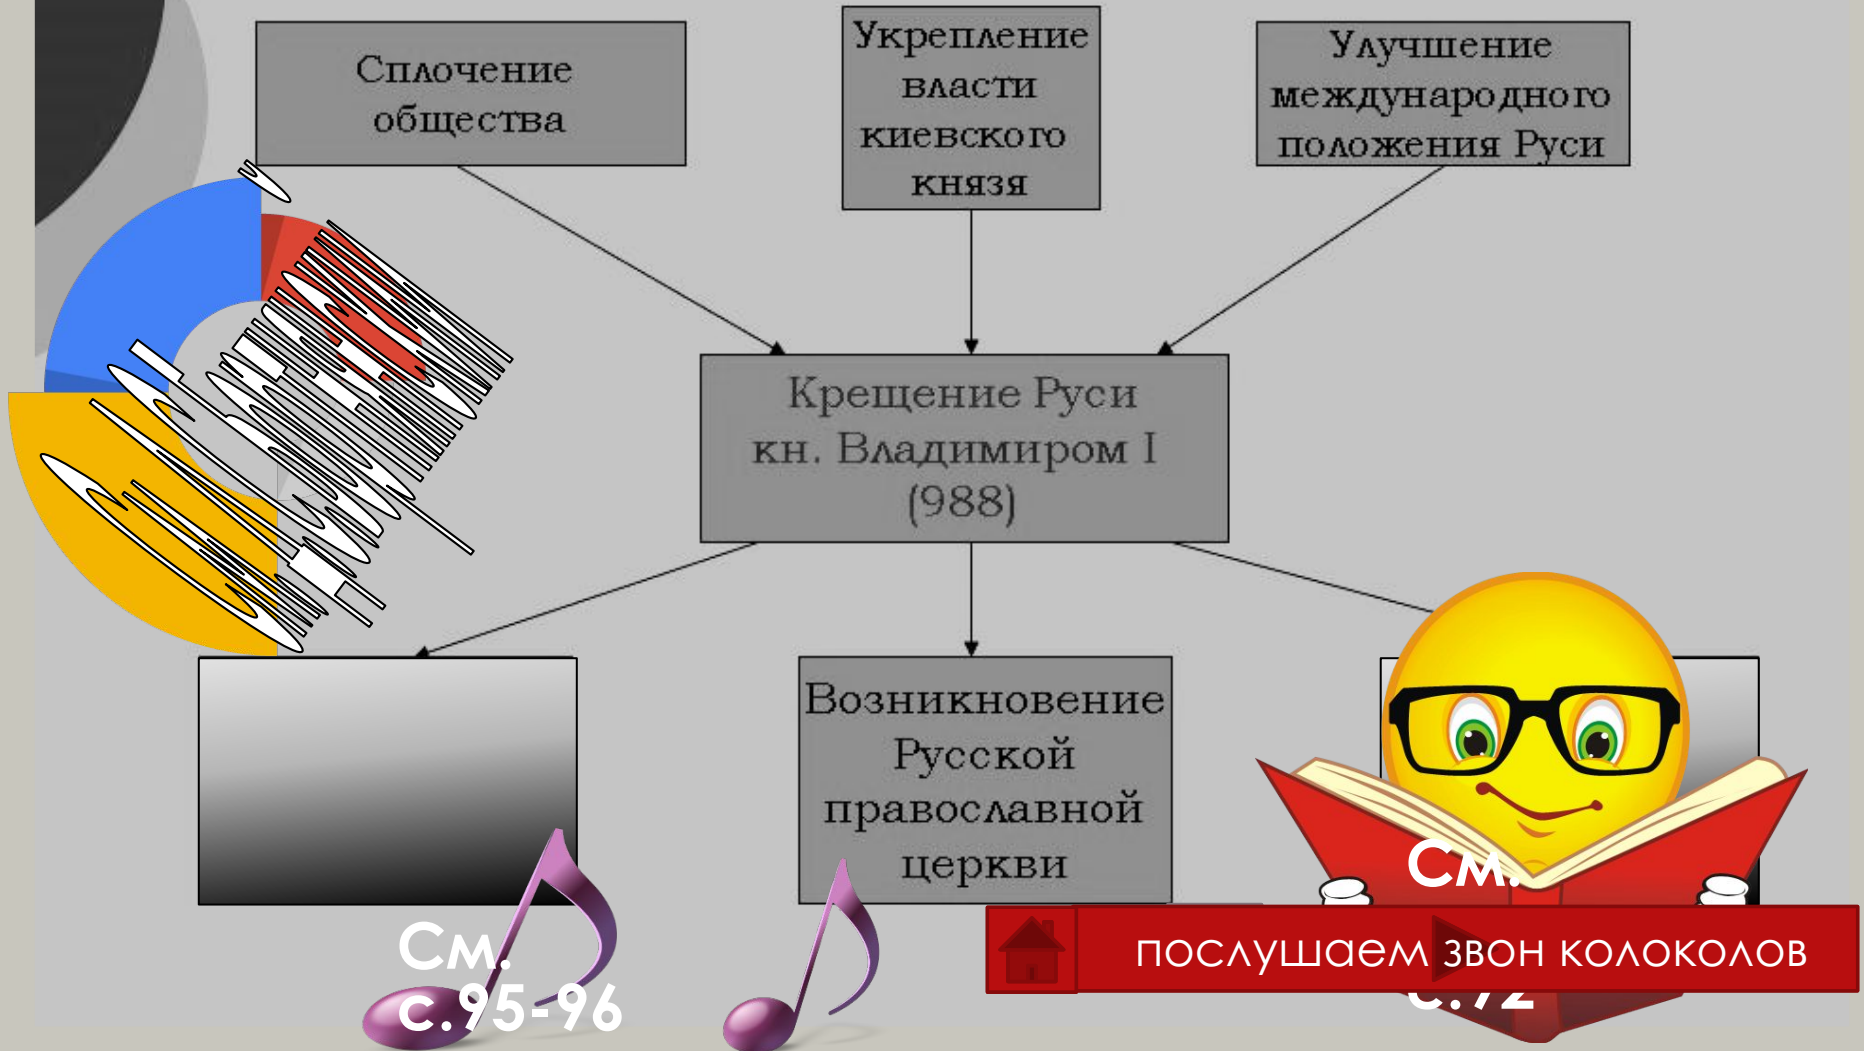 Сплочение
общества
Укрепление
власти
киевского
князя
Улучшение
международного
положения Руси
Крещение Руси
кн. Владимиром I
(988)
Возникновение
Русской
православной
церкви
См.
с.95-96
См.
послушаем звон колоколов